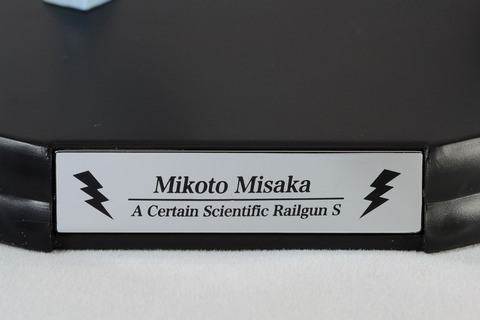 Mikoto Misaka
A Certain Scientific Railgun S